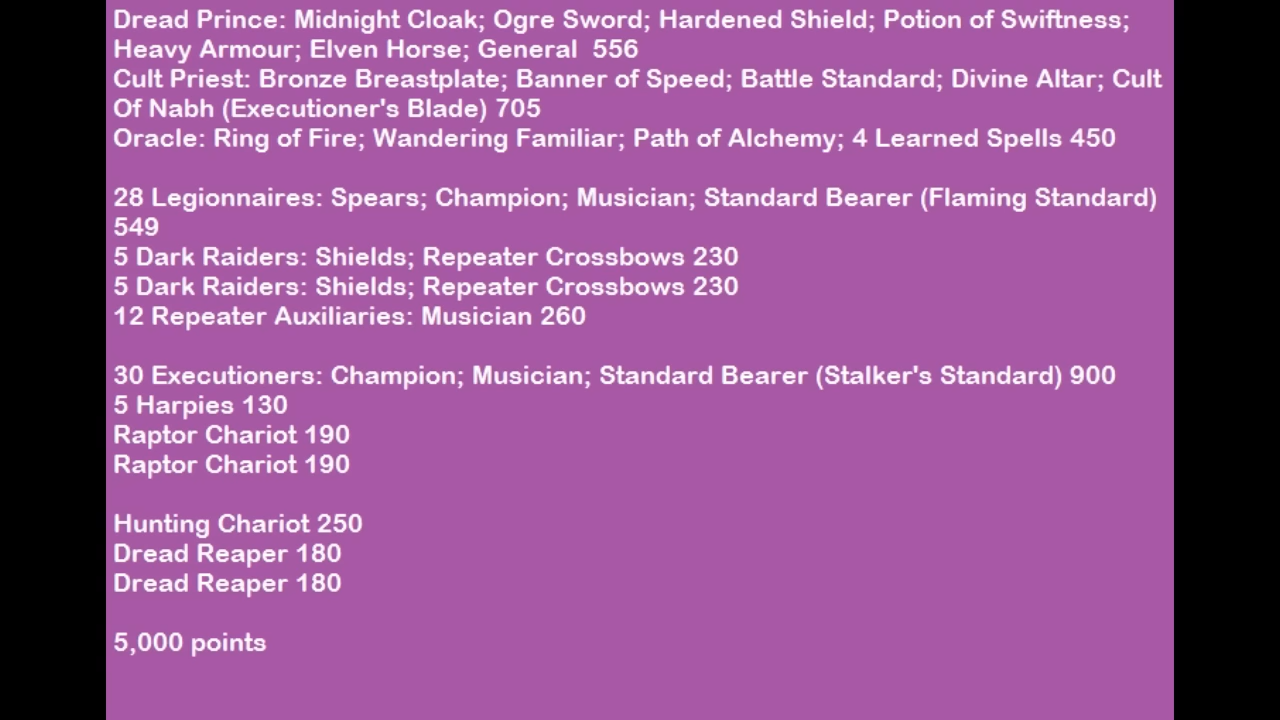 Dread Prince: Midnight Cloak; Ogre Sword; Hardened Shield; Potion of Swiftness;
Heavy Armour; Elven Horse; General  556
Cult Priest: Bronze Breastplate; Banner of Speed; Battle Standard; Divine Altar; Cult
Of Nabh (Executioner's Blade) 705
Oracle: Ring of Fire; Wandering Familiar; Path of Alchemy; 4 Learned Spells 450
28 Legionnaires: Spears; Champion; Musician; Standard Bearer (Flaming Standard)
549
5 Dark Raiders: Shields; Repeater Crossbows 230
5 Dark Raiders: Shields; Repeater Crossbows 230
12 Repeater Auxiliaries: Musician 260
30 Executioners: Champion; Musician; Standard Bearer (Stalker's Standard) 900
5 Harpies 130
Raptor Chariot 190
Raptor Chariot 190
Hunting Chariot 250
Dread Reaper 180
Dread Reaper 180
5,000 points